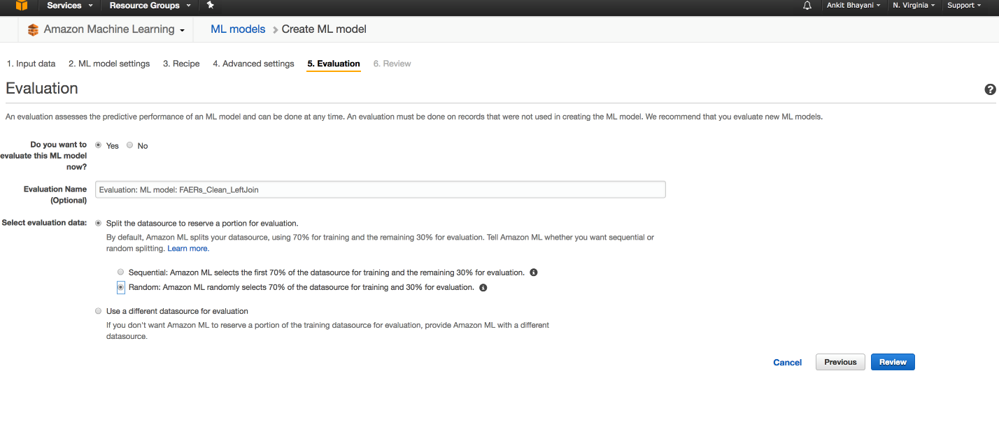 Services Resource Groups Ankit Bhayani N. Virginia Support
Amazon Machine Learning ML models Create ML model
1. Input data 2. ML model settings 3. Recipe 4. Advanced settings 5. Evaluation 6. Review
Evaluation
An evaluation assesses the predictive performance of an ML model and can be done at any time. An evaluation must be done on records that were not used in creating the ML model. We recommend that you evaluate new ML models.
Do you want to
evaluate this ML model
now?
Yes No
Evaluation Name
(Optional)
Evaluation: ML model: FAERs_Clean_LeftJoin
Select evaluation data:
Split the datasource to reserve a portion for evaluation.
By default, Amazon ML splits your datasource, using 70% for training and the remaining 30% for evaluation. Tell Amazon ML whether you want sequential or
random splitting. Learn more.
Sequential: Amazon ML selects the first 70% of the datasource for training and the remaining 30% for evaluation.
Random: Amazon ML randomly selects 70% of the datasource for training and 30% for evaluation.
Use a different datasource for evaluation
If you don't want Amazon ML to reserve a portion of the training datasource for evaluation, provide Amazon ML with a different
datasource.
Cancel Previous Review